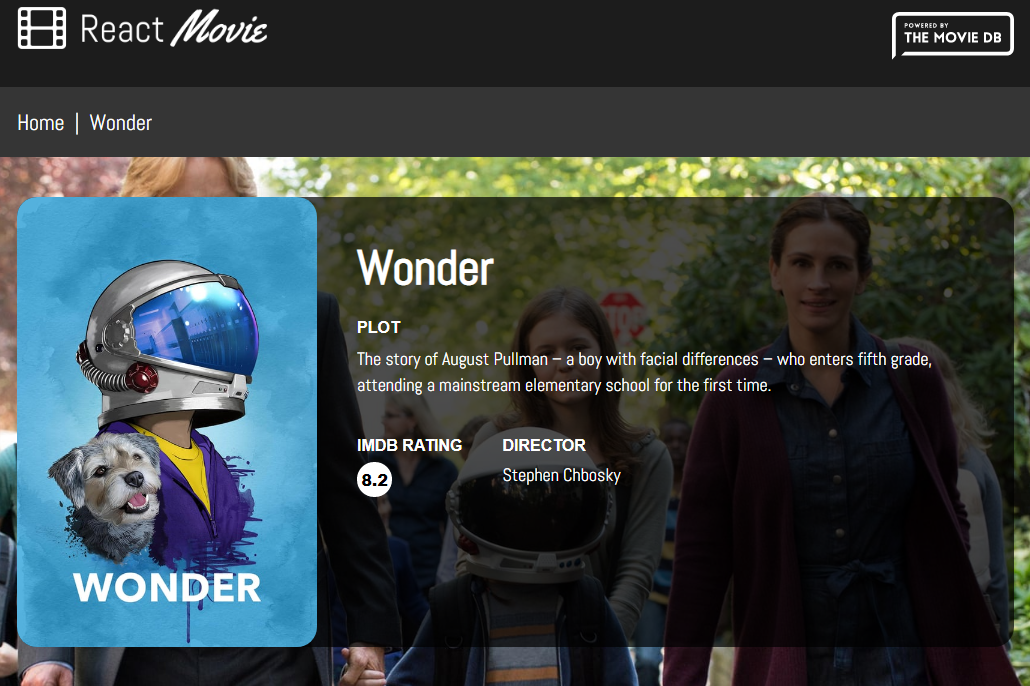 React Movie
POWERED BY
THE MOVIE DB
Home | Wonder
Wonder
PLOT
The story of August Pullman – a boy with facial differences – who enters fifth grade,
attending a mainstream elementary school for the first time.
IMDB RATING
DIRECTOR
8.2
Stephen Chbosky
WONDER
STOP